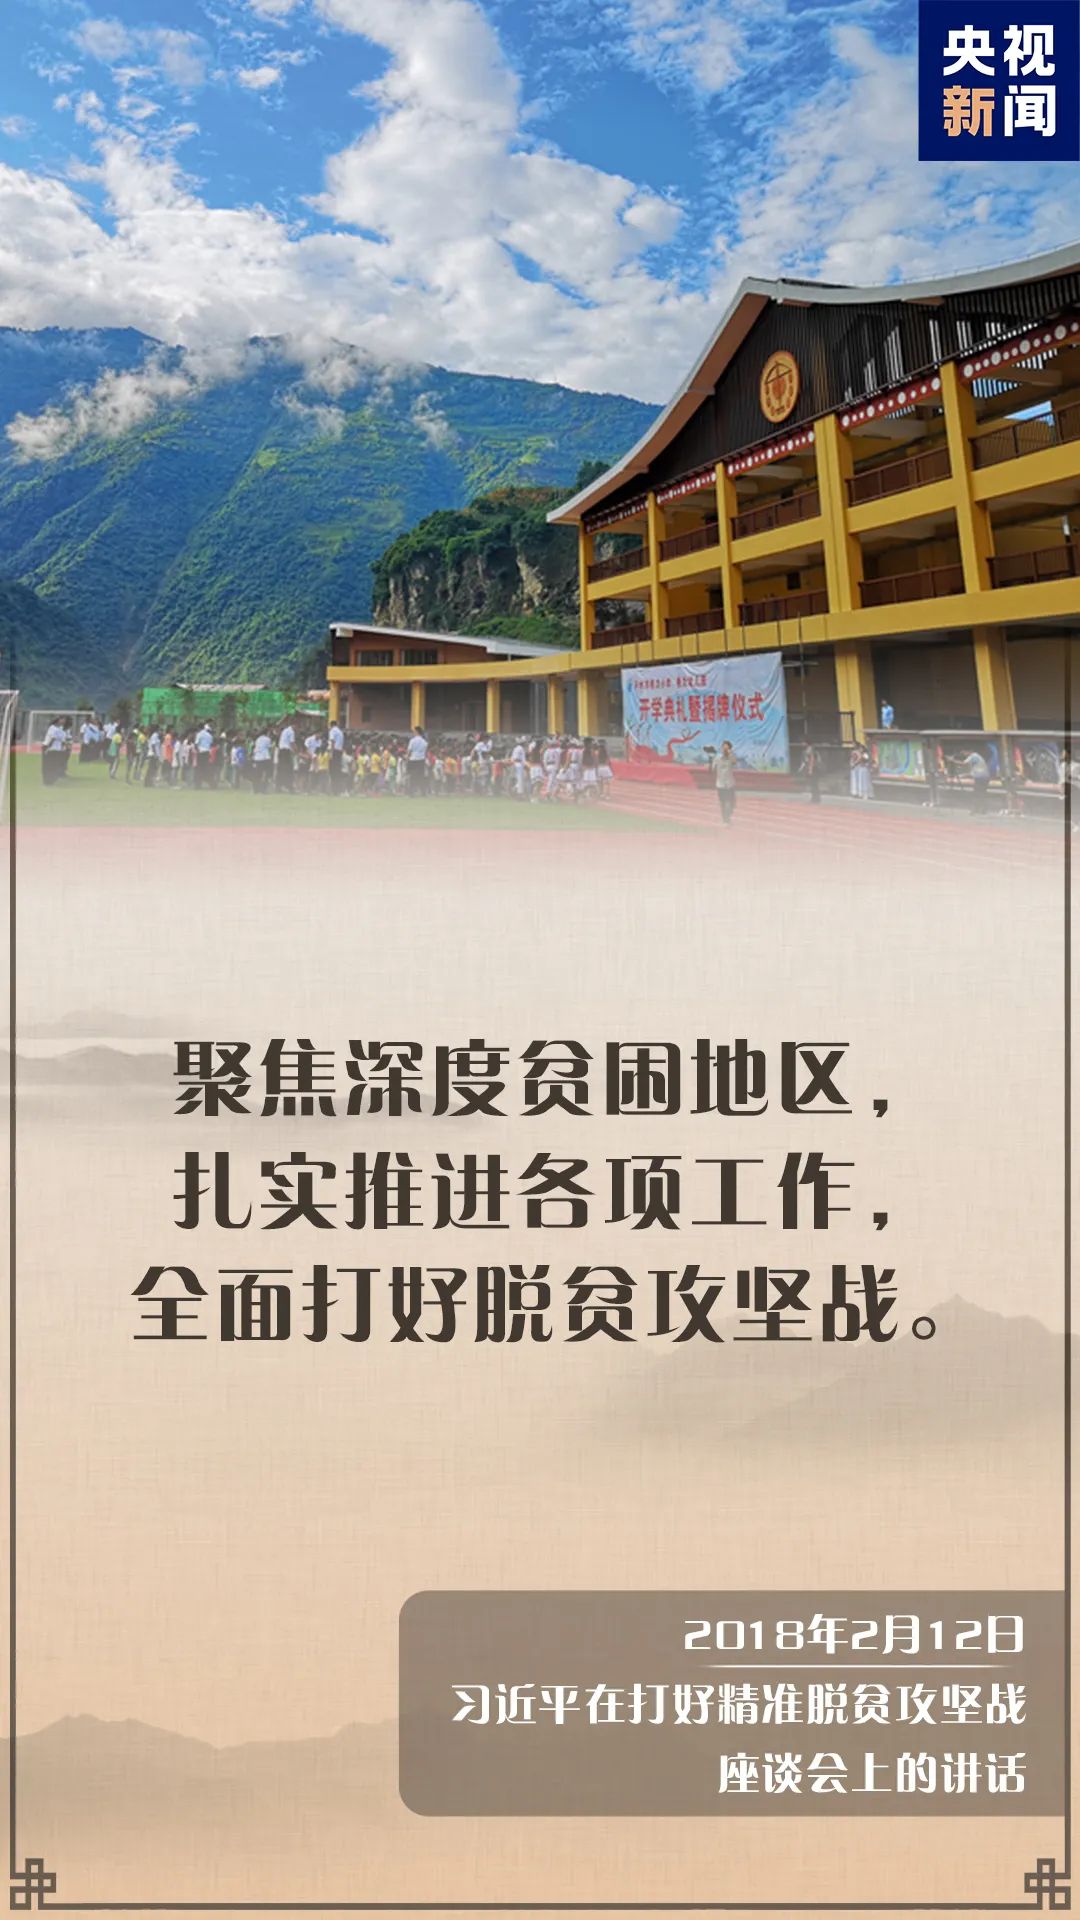 央视
新闻
开学典礼暨揭牌仪式
聚焦深度贫困地区，
扎实推进各项工作，
全面打好脱贫攻坚战。
2018年2月12日
习近平在打好精准脱贫攻坚战
座谈会上的讲话